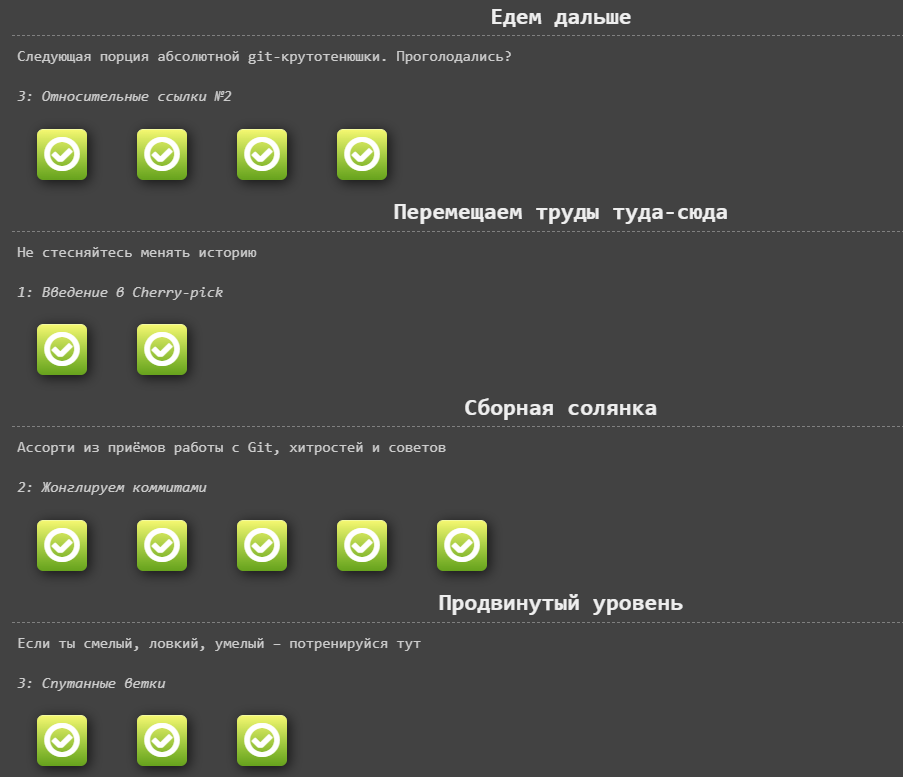 Едем дальше
Следующая порция абсолютной git-крутотенюшки. Проголодались?
3: Относительные ссылки №2
Перемещаем труды туда-сюда
Не стесняйтесь менять историю
1: Введение в Cherry-pick
Сборная солянка
Ассорти из приёмов работы с Git, хитростей и советов
2: Жонглируем коммитами
Продвинутый уровень
Если ты смелый, ловкий, умелый – потренируйся тут
3: Спутанные ветки